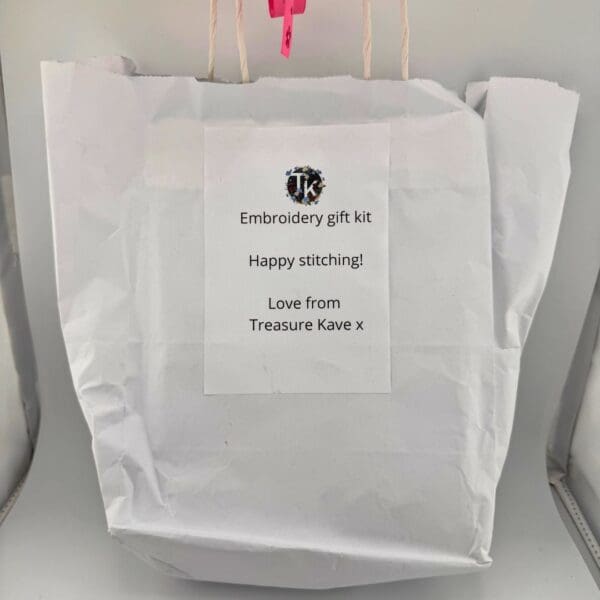 TK
Embroidery gift kit
Happy stitching!
Love from
Treasure Kave x